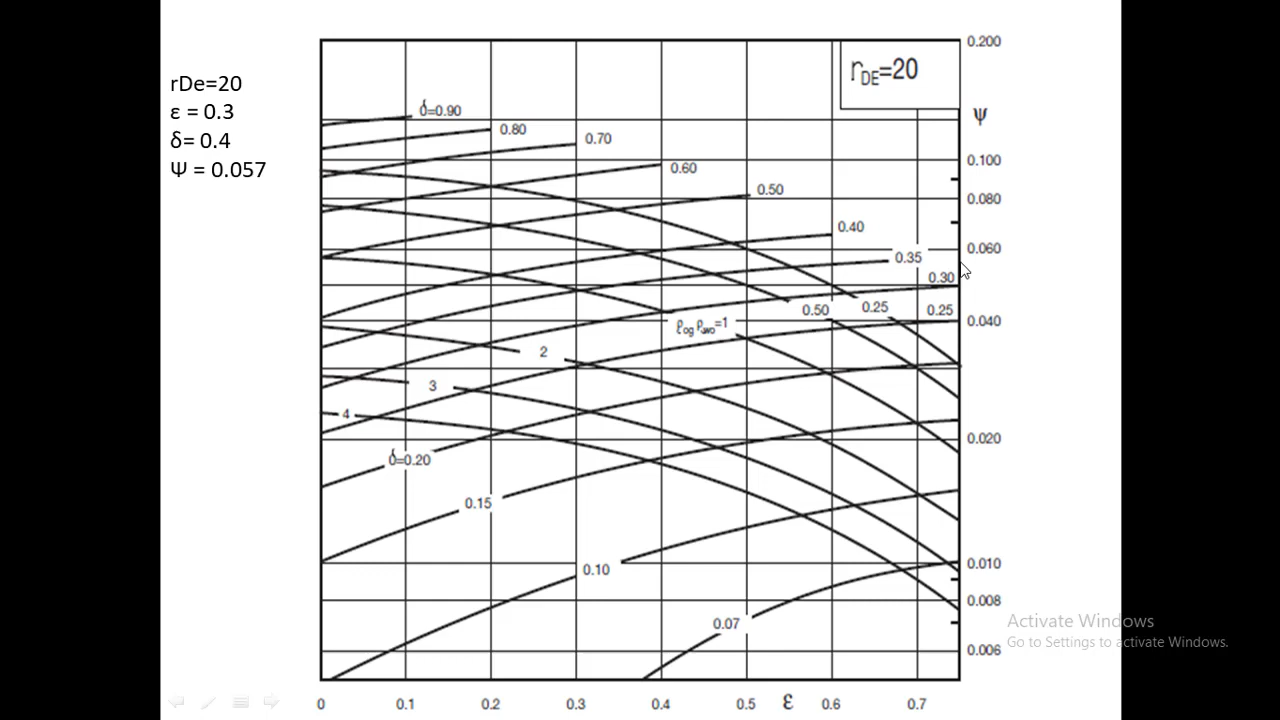 rDe=20
ε = 0.3
δ= 0.4
Ψ = 0.057
rDE=20
0.200
δ=0.90
ψ
0.80
0.70
0.100
0.60
0.50
0.080
0.40
0.060
0.35
0.30
0.50
0.25
0.25
0.040
ρog ρwo=1
2
3
4
0.020
δ=0.20
0.15
0.010
0.10
0.008
0.07
Activate Windows
Go to Settings to activate Windows.
0.006
0 0.1 0.2 0.3 0.4 0.5 ε 0.6 0.7